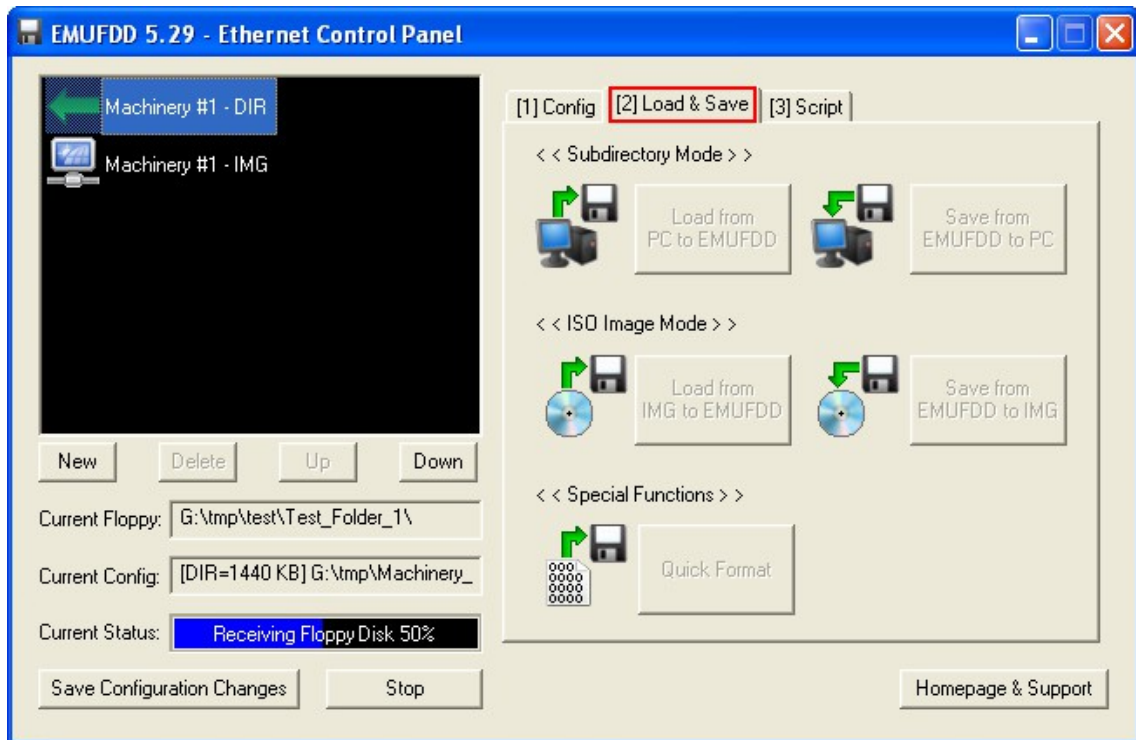 EMUFDD 5.29 - Ethernet Control Panel
Machinery #1 - DIR
Machinery #1 - IMG
New Delete Up Down
Current Floppy: G:\tmp\test\Test_Folder_1\
Current Config: [DIR=1440 KB] G:\tmp\Machinery_
Current Status: Receiving Floppy Disk 50%
Save Configuration Changes Stop
[1] Config [2] Load & Save [3] Script
< < Subdirectory Mode > >
Load from
PC to EMUFDD
Save from
EMUFDD to PC
< < ISO Image Mode > >
Load from
IMG to EMUFDD
Save from
EMUFDD to IMG
< < Special Functions > >
000
0000
0000
0000
Quick Format
Homepage & Support